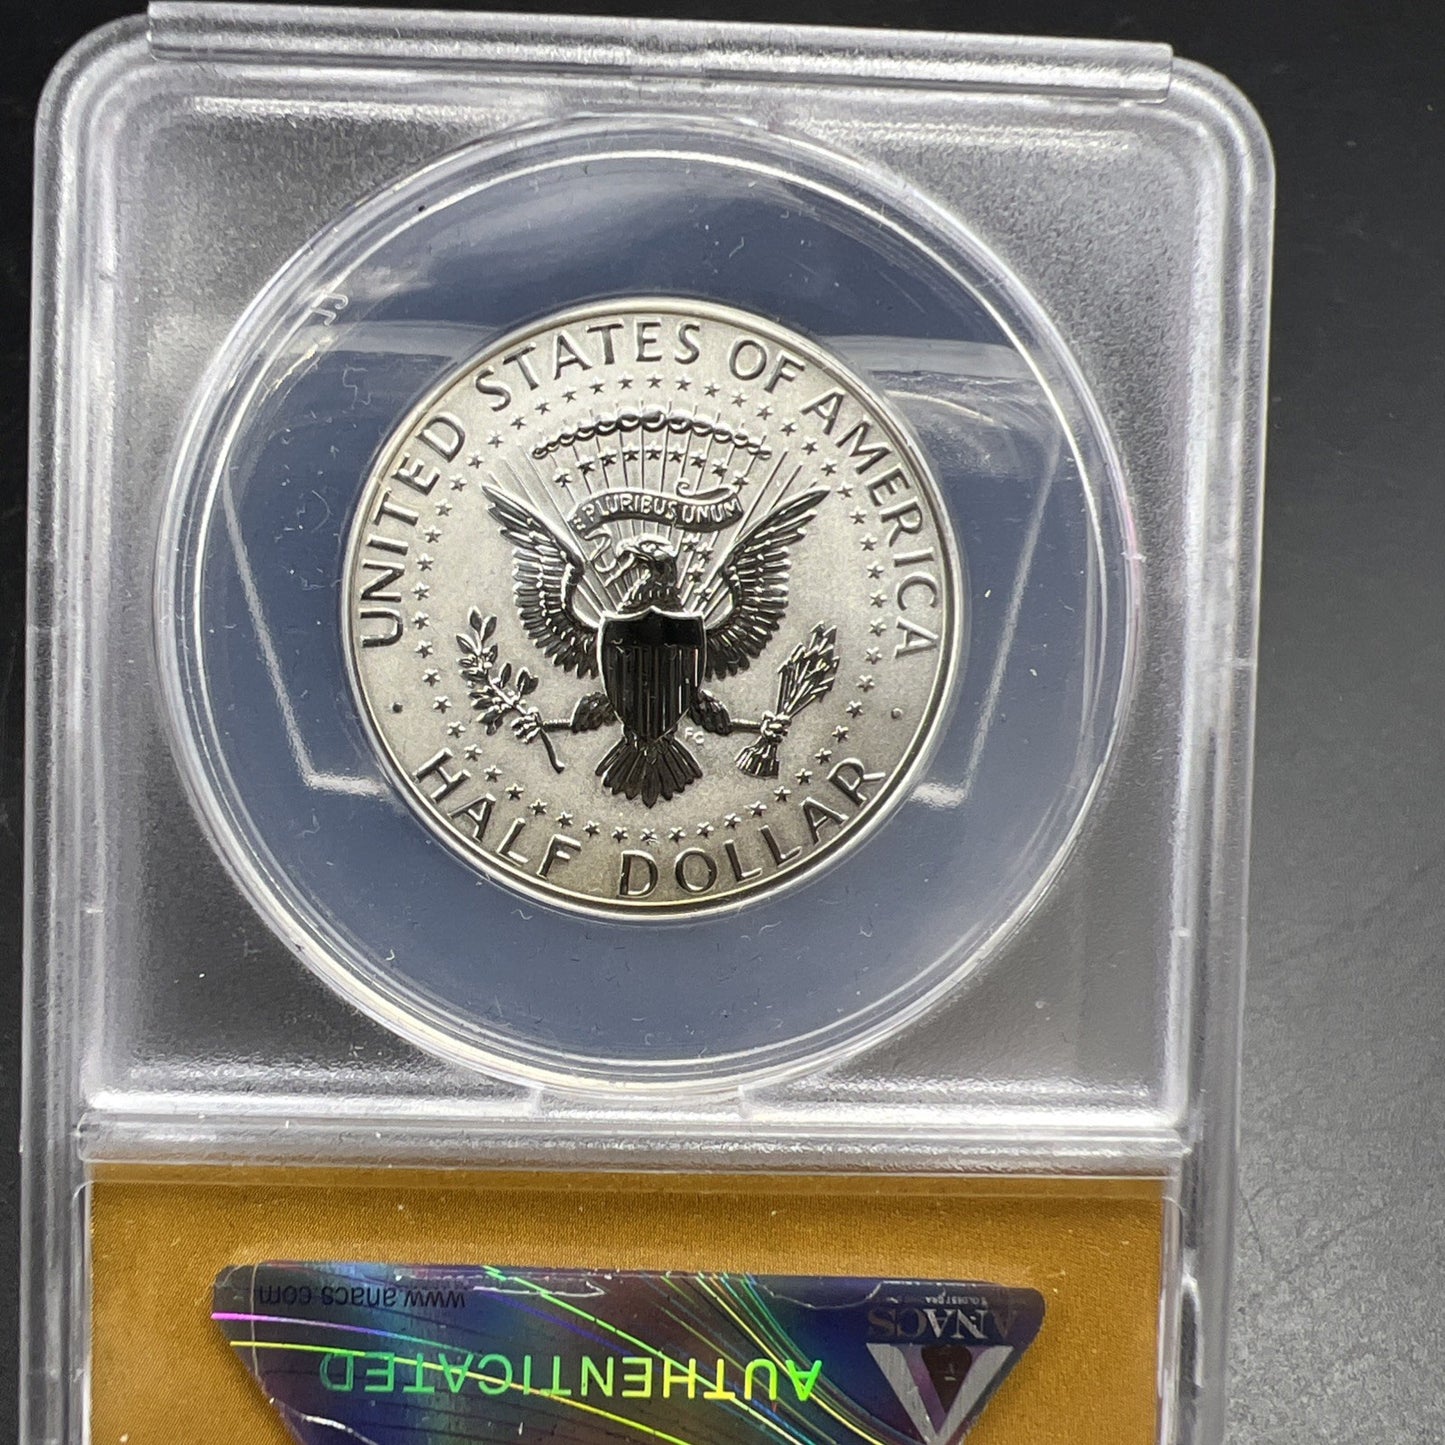 UNITED STATES OF AMERICA
E PLURIBUS UNUM
FG
HALF DOLLAR
www.anacs.com
ANACS
AUTHENTICATED